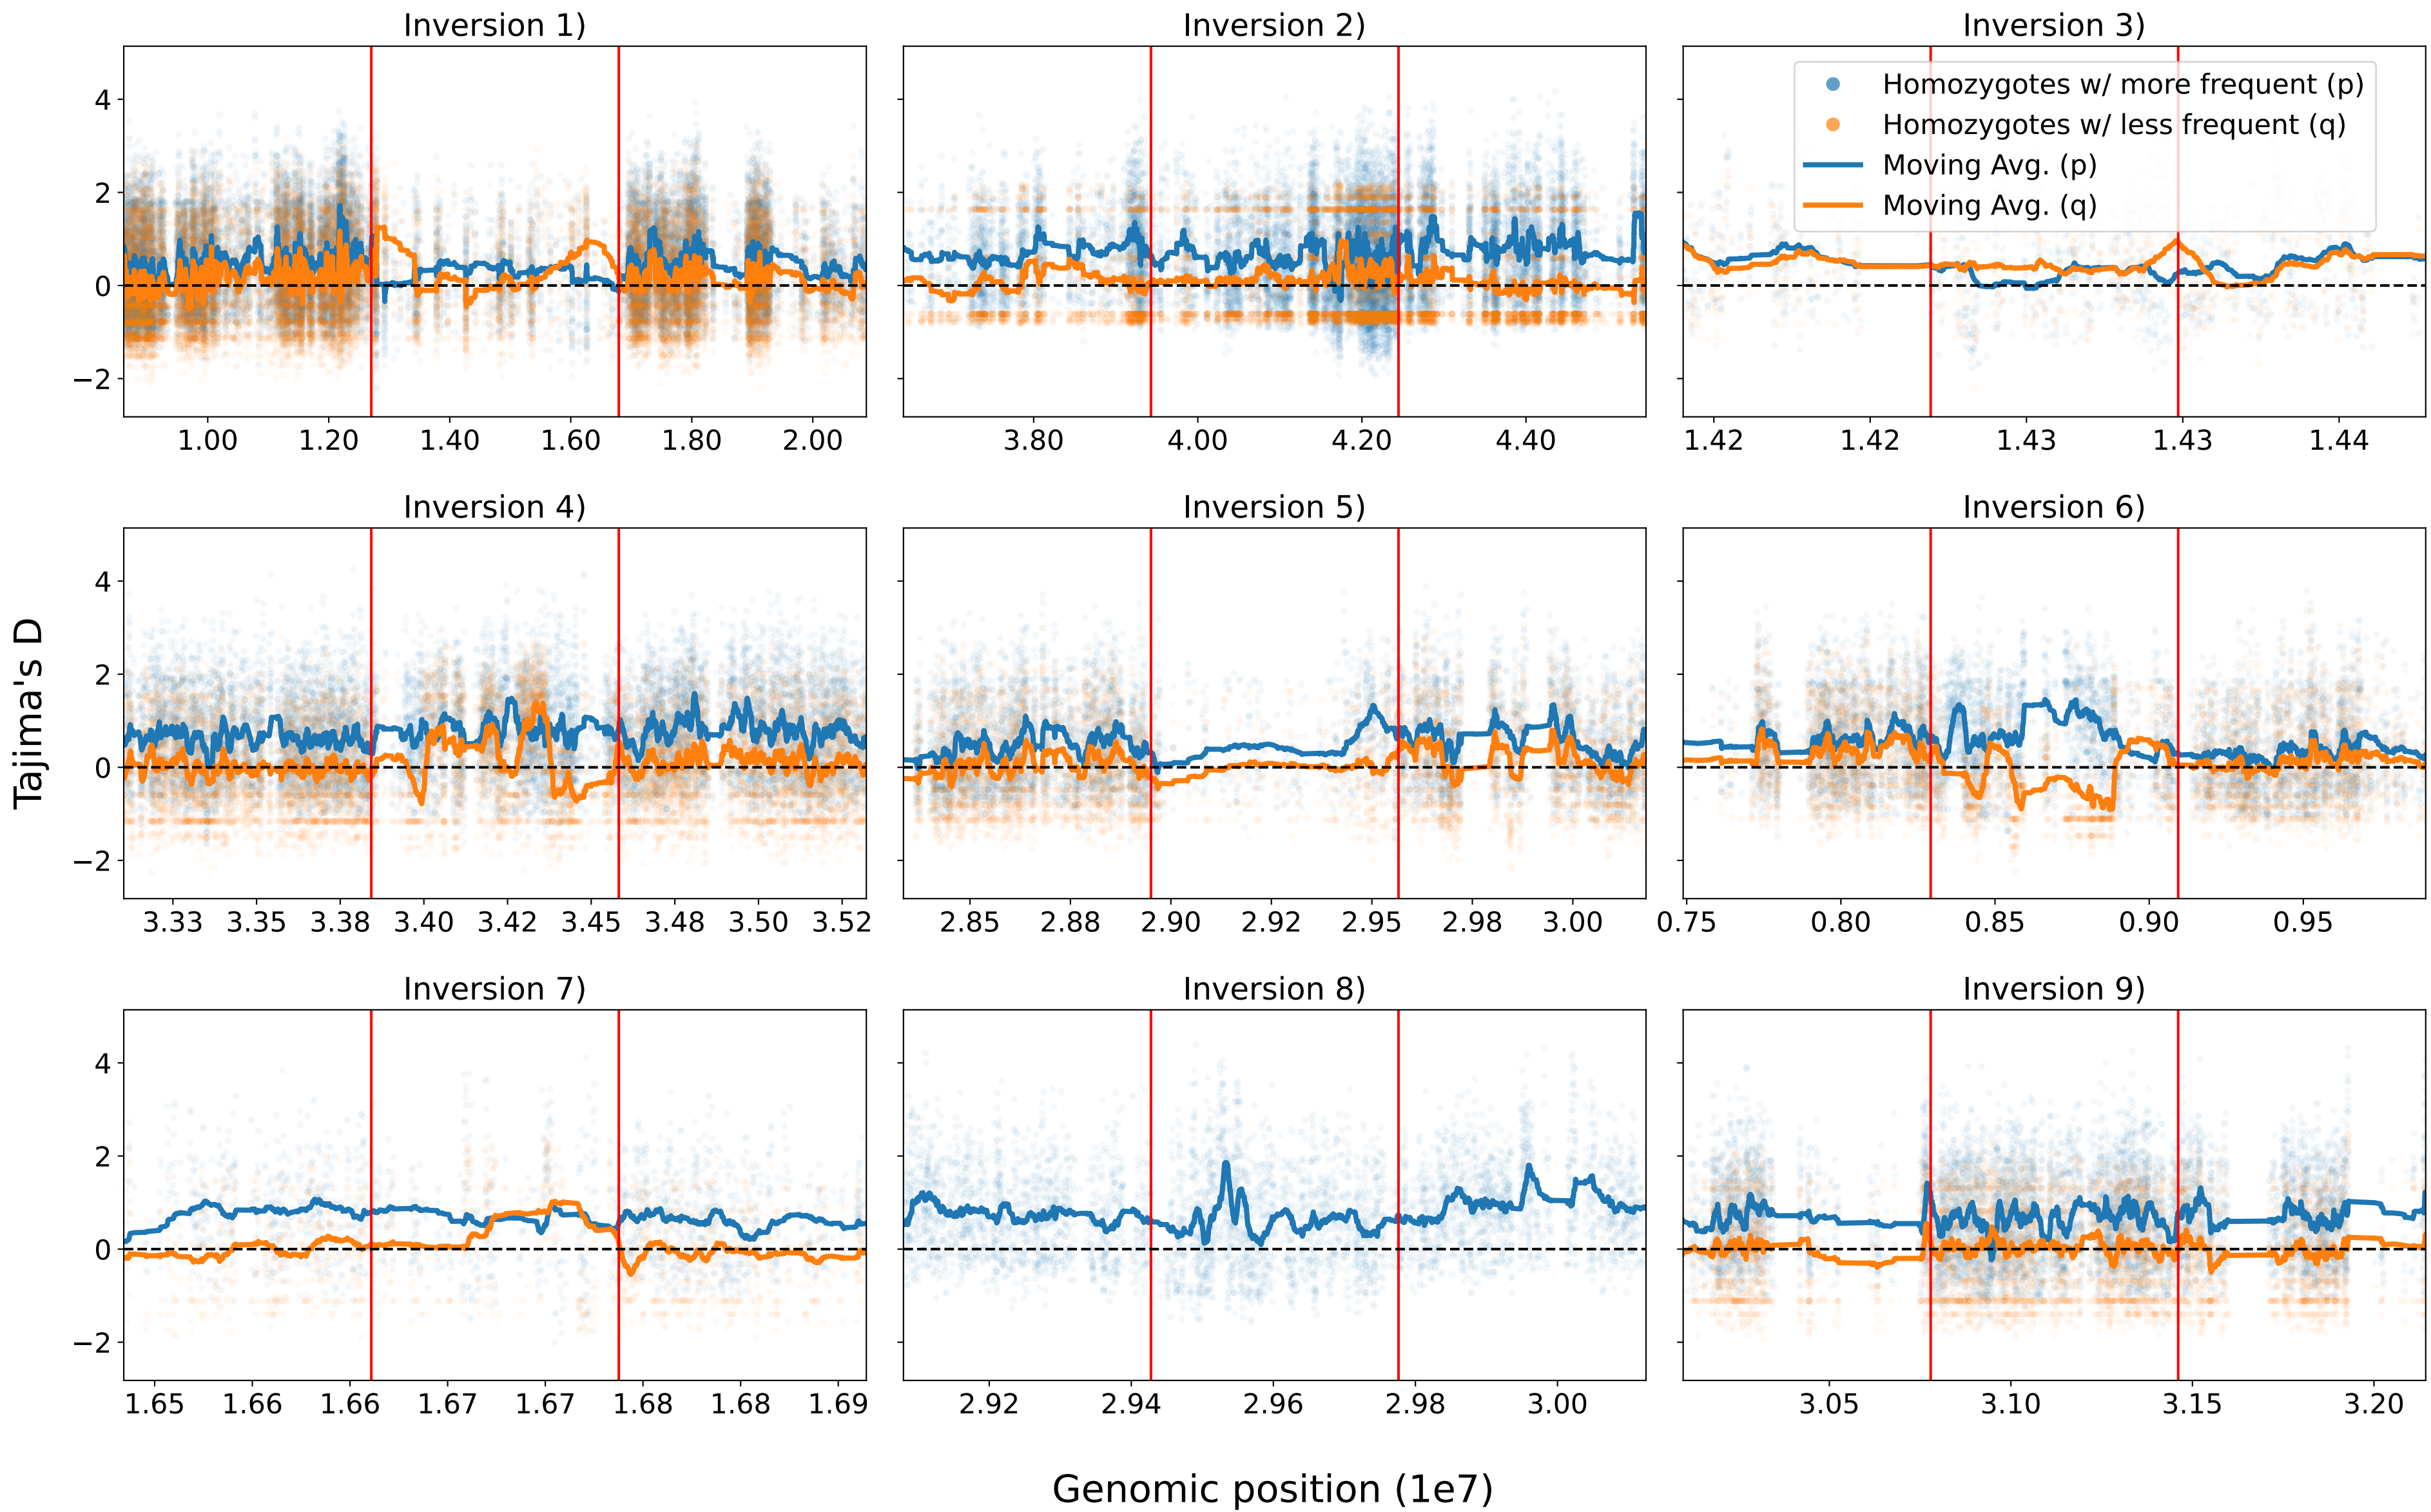 Inversion 1)
Inversion 2)
Inversion 3)
4
2
0
−2
Homozygotes w/ more frequent (p)
Homozygotes w/ less frequent (q)
Moving Avg. (p)
Moving Avg. (q)
1.00 1.20 1.40 1.60 1.80 2.00
3.80 4.00 4.20 4.40
1.42 1.42 1.43 1.43 1.44
Tajima's D
Inversion 4)
Inversion 5)
Inversion 6)
4
2
0
−2
3.33 3.35 3.38 3.40 3.42 3.45 3.48 3.50 3.52
2.85 2.88 2.90 2.92 2.95 2.98 3.00
0.75 0.80 0.85 0.90 0.95
Inversion 7)
Inversion 8)
Inversion 9)
4
2
0
−2
1.65 1.66 1.66 1.67 1.67 1.68 1.68 1.69
2.92 2.94 2.96 2.98 3.00
3.05 3.10 3.15 3.20
Genomic position (1e7)